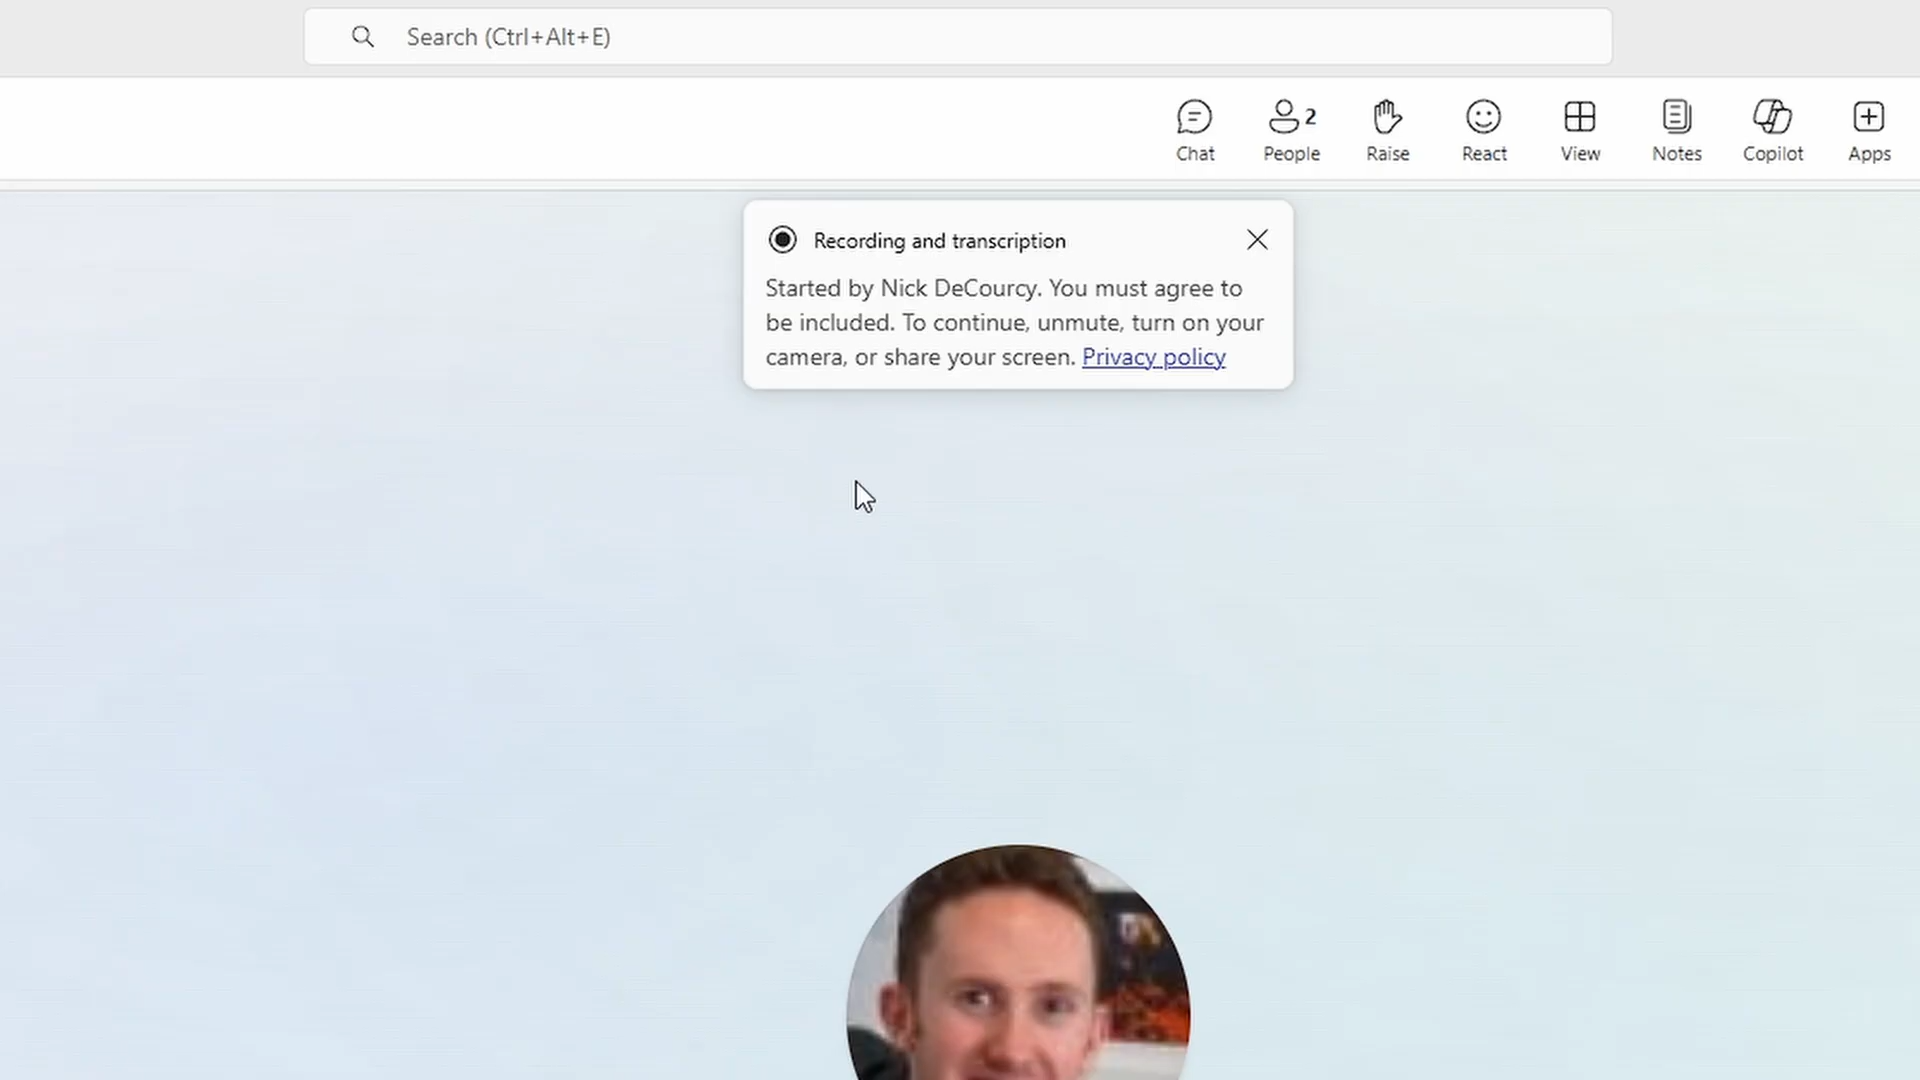 Search (Ctrl+Alt+E)
2
Chat People Raise React View Notes Copilot Apps
Recording and transcription
Started by Nick DeCourcy. You must agree to
be included. To continue, unmute, turn on your
camera, or share your screen. Privacy policy